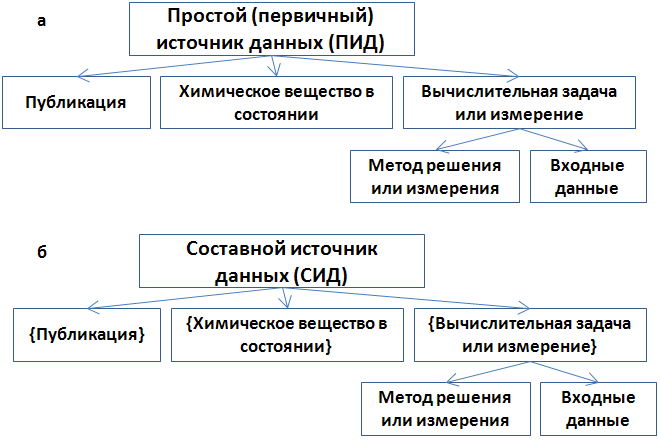 а
Простой (первичный)
источник данных (ПИД)
Публикация
Химическое вещество в
состоянии
Вычислительная задача
или измерение
Метод решения
или измерения
Входные
данные
б
Составной источник
данных (СИД)
{Публикация}
{Химическое вещество в
состоянии}
{Вычислительная задача
или измерение}
Метод решения
или измерения
Входные
данные